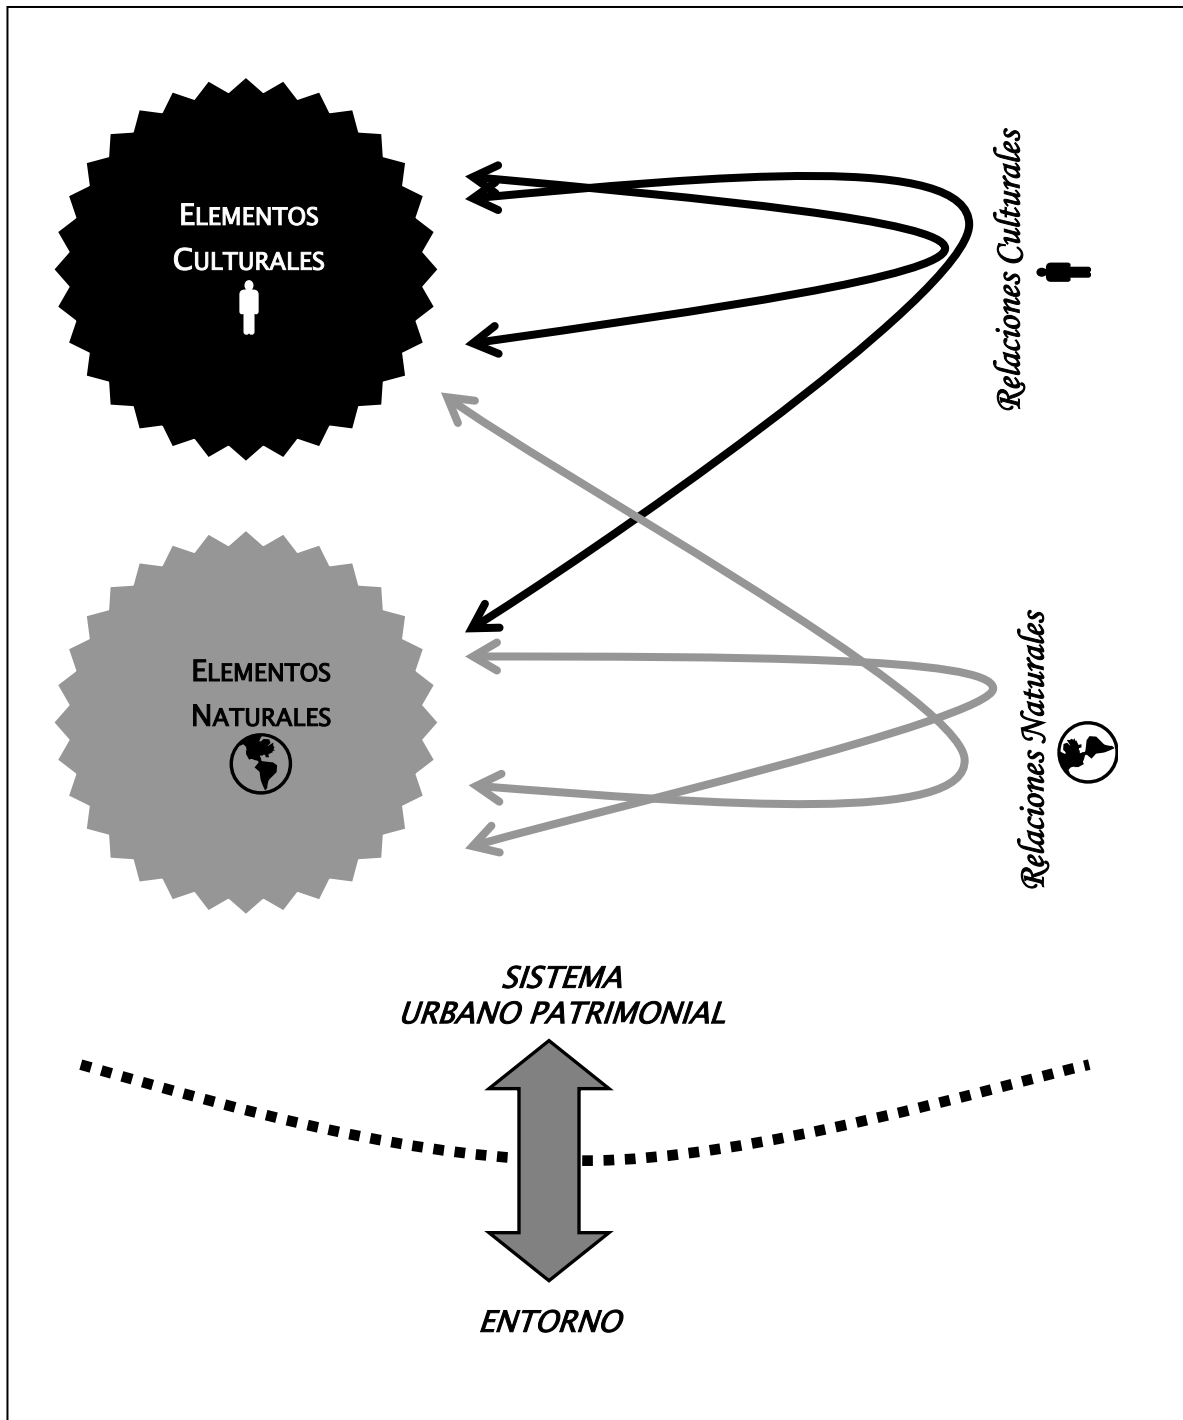 ELEMENTOS
CULTURALES
Relaciones Culturales
ELEMENTOS
NATURALES
Relaciones Naturales
SISTEMA
URBANO PATRIMONIAL
ENTORNO